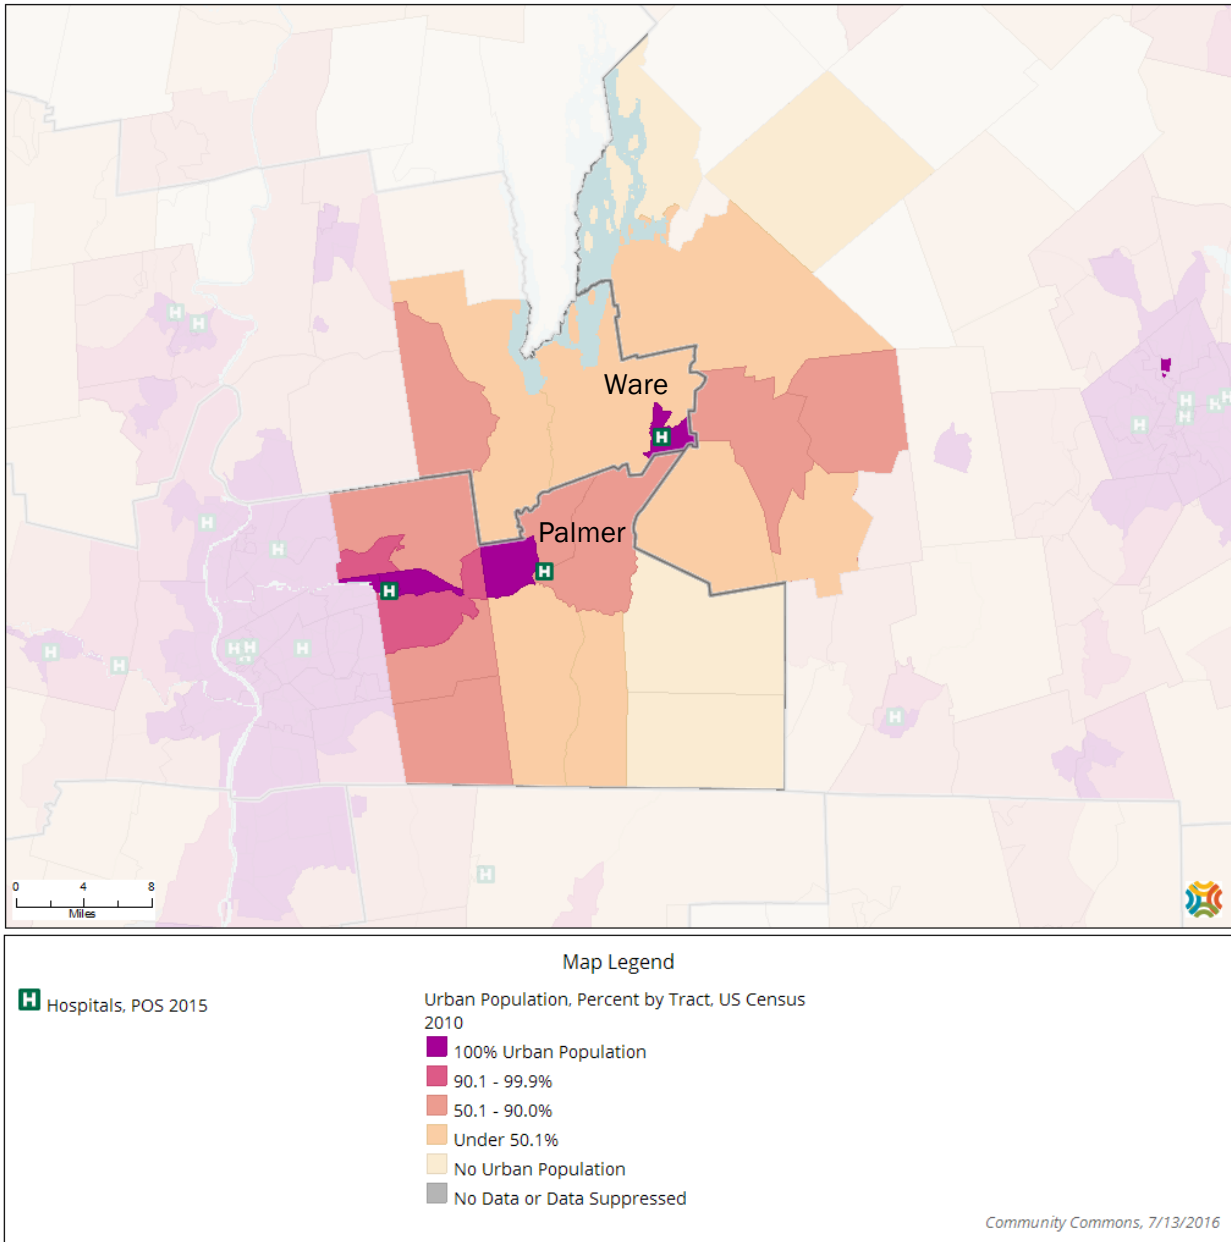 Ware
Palmer
0 4 8
Miles
Map Legend
H Hospitals, POS 2015
Urban Population, Percent by Tract, US Census
2010
100% Urban Population
90.1 - 99.9%
50.1 - 90.0%
Under 50.1%
No Urban Population
No Data or Data Suppressed
Community Commons, 7/13/2016